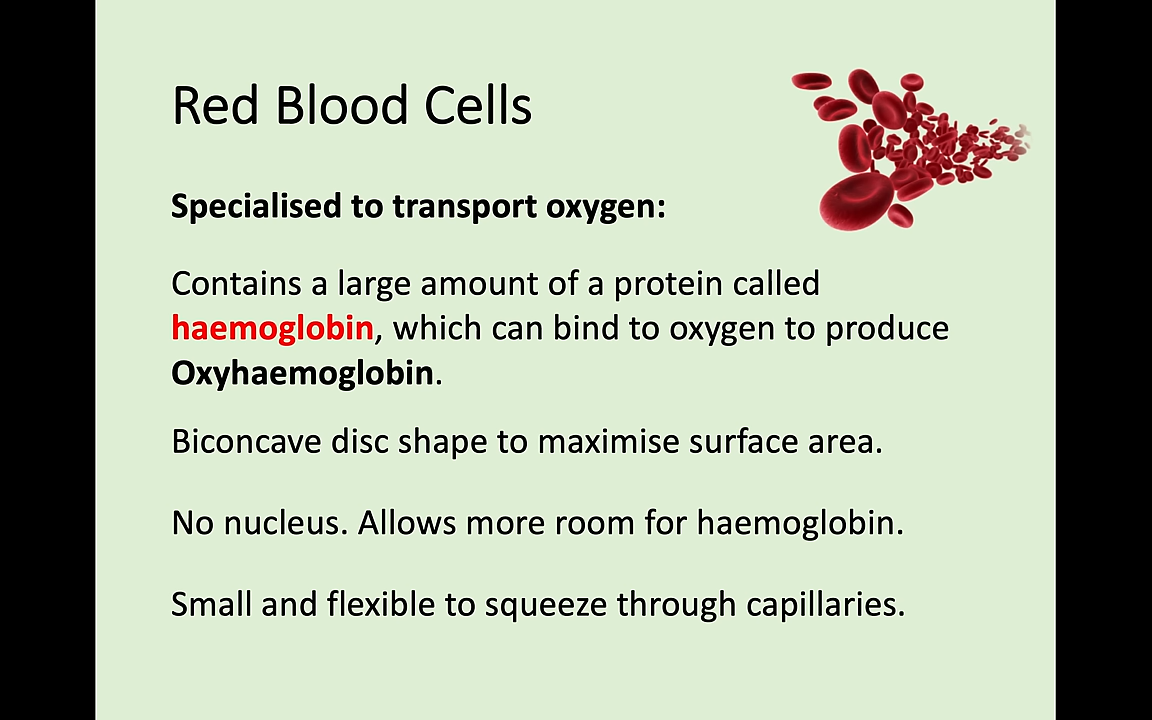 Red Blood Cells
Specialised to transport oxygen:
Contains a large amount of a protein called
haemoglobin, which can bind to oxygen to produce
Oxyhaemoglobin.
Biconcave disc shape to maximise surface area.
No nucleus. Allows more room for haemoglobin.
Small and flexible to squeeze through capillaries.